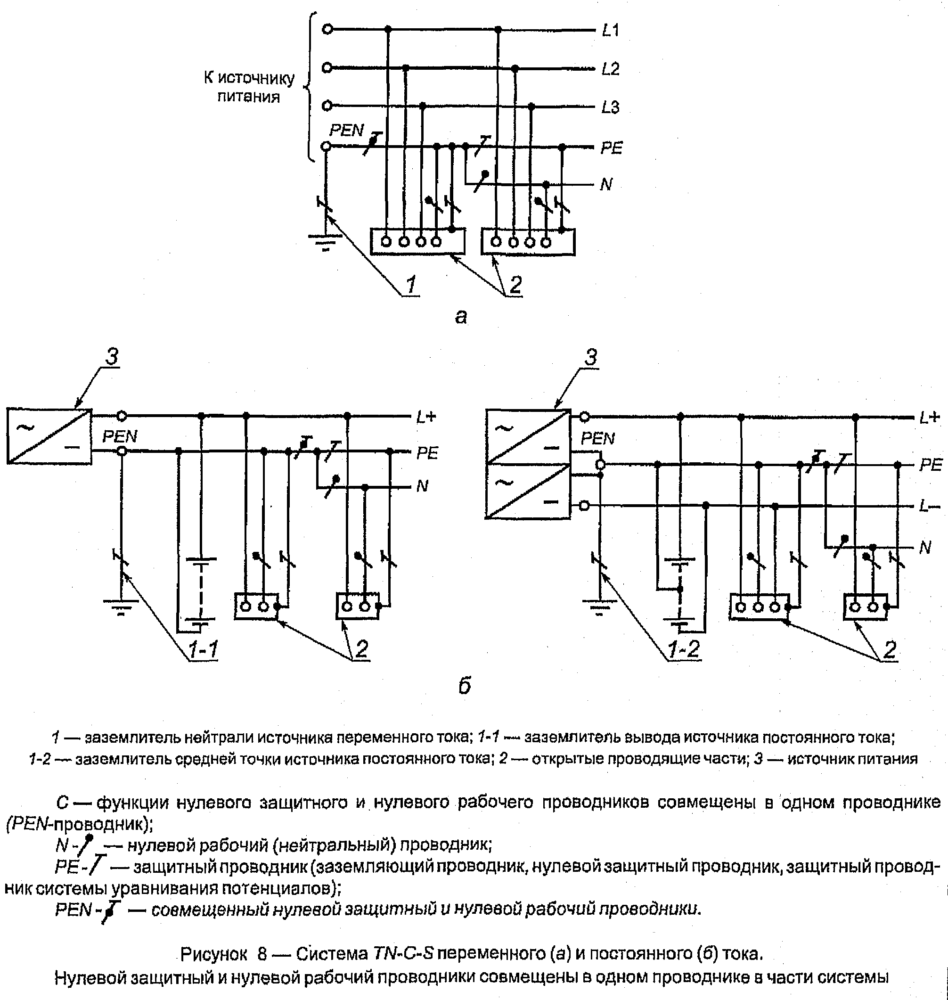 L1
К источнику
питания
L2
L3
PEN
PE
N
1
2
а
3
3
PEN
L+
PE
N
PEN
L+
PE
L—
N
1-1
2
1-2
2
б
1 — заземлитель нейтрали источника переменного тока; 1-1 — заземлитель вывода источника постоянного тока;
1-2 — заземлитель средней точки источника постоянного тока; 2 — открытые проводящие части; 3 — источник питания
С — функции нулевого защитного и нулевого рабочего проводников совмещены в одном проводнике
(PEN-проводник);
N - — нулевой рабочий (нейтральный) проводник;
PE - — защитный проводник (заземляющий проводник, нулевой защитный проводник, защитный провод-
ник системы уравнивания потенциалов);
PEN - — совмещенный нулевой защитный и нулевой рабочий проводники.
Рисунок 8 — Система TN-C-S переменного (а) и постоянного (б) тока.
Нулевой защитный и нулевой рабочий проводники совмещены в одном проводнике в части системы